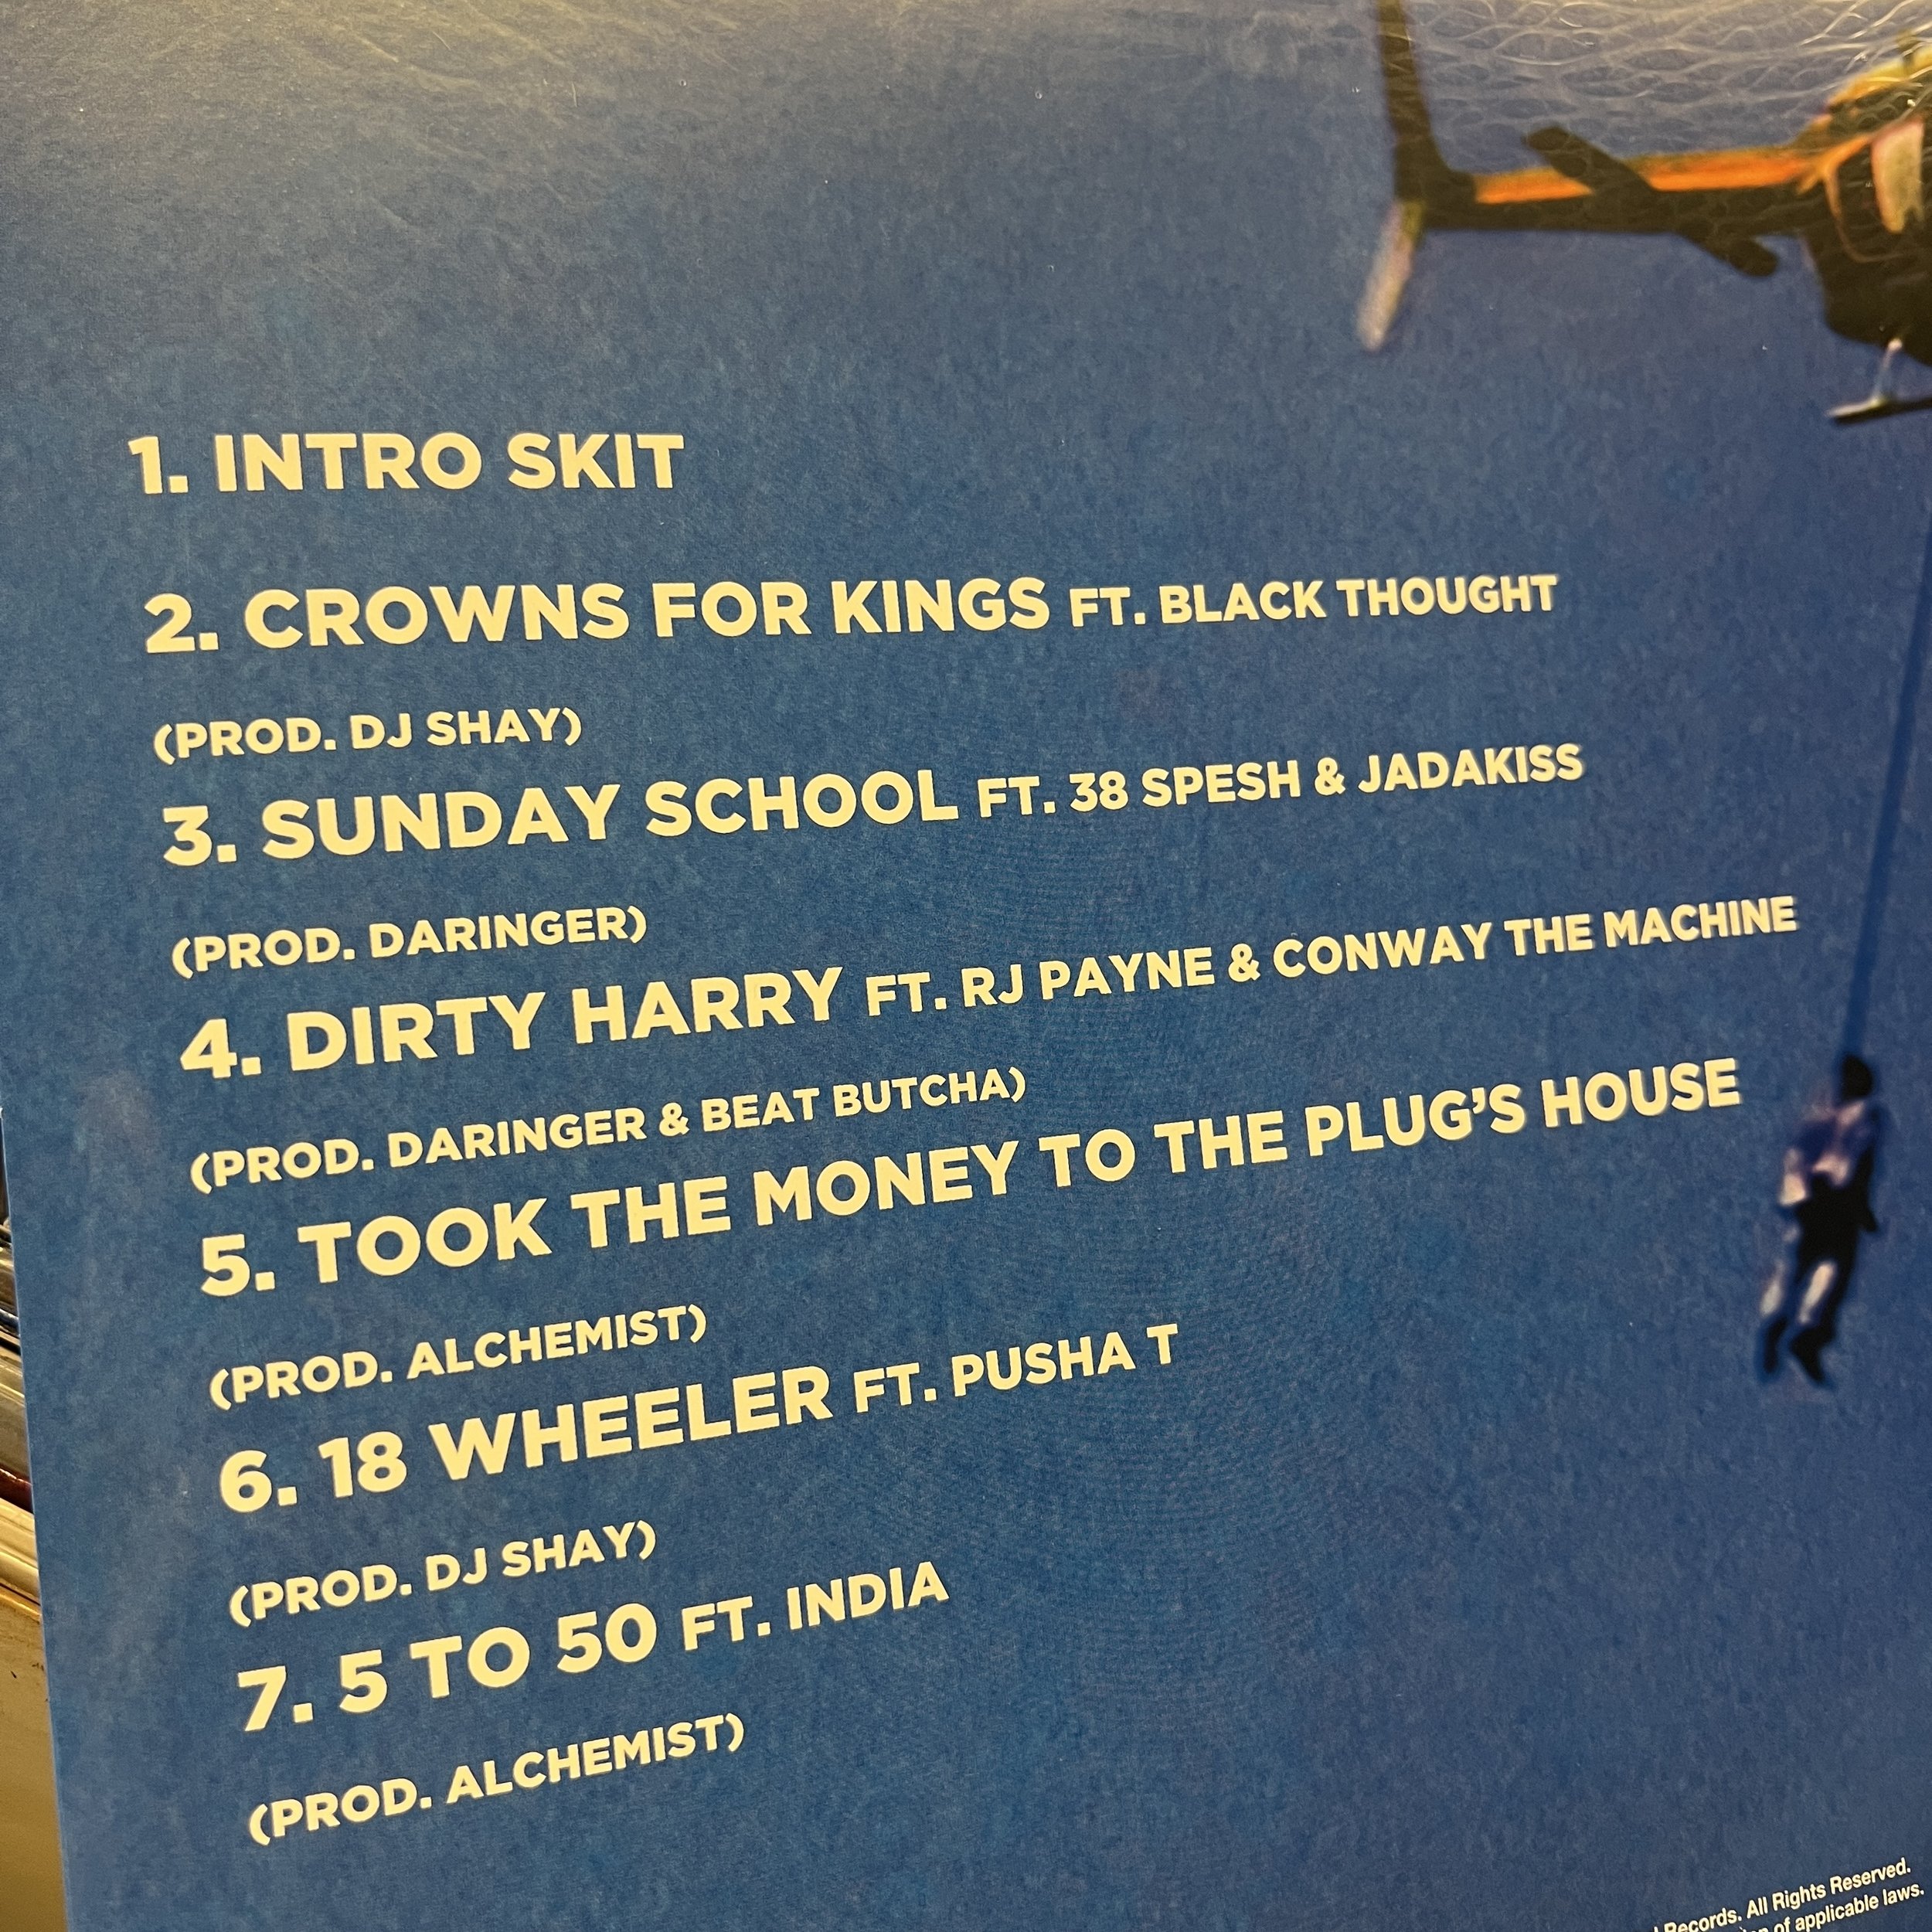 1. INTRO SKIT
2. CROWNS FOR KINGS FT. BLACK THOUGHT
(PROD. DJ SHAY)
3. SUNDAY SCHOOL FT. 38 SPESH & JADAKISS
(PROD. DARINGER)
4. DIRTY HARRY FT. RJ PAYNE & CONWAY THE MACHINE
(PROD. DARINGER & BEAT BUTCHA)
5. TOOK THE MONEY TO THE PLUG'S HOUSE
(PROD. ALCHEMIST)
6. 18 WHEELER FT. PUSHA T
(PROD. DJ SHAY)
7. 5 TO 50 FT. INDIA
(PROD. ALCHEMIST)
Records. All Rights Reserved.
of applicable laws.